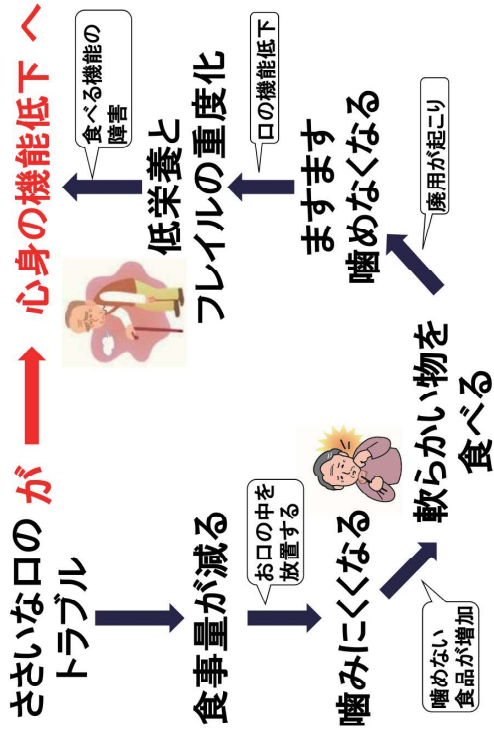 ささいな口の
トラブル
が
心身の機能低下 へ
食事量が減る
お口の中を
放置する
噛みにくくなる
噛めない
食品が増加
軟らかい物を
食べる
廃用が起こり
ますます
噛めなくなる
口の機能低下
低栄養と
フレイルの重度化
食べる機能の
障害